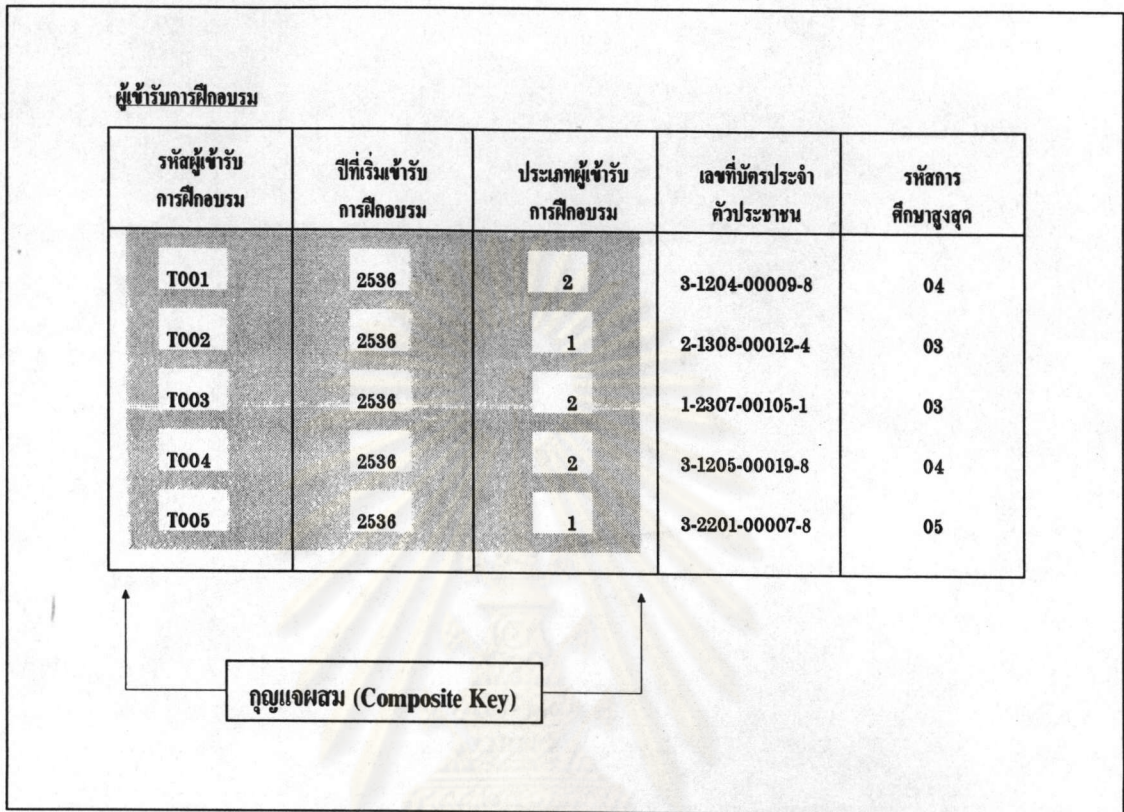 ผู้เข้ารับการฝึกอบรม
รหัสผู้เข้ารับ ปีที่เริ่มเข้ารับ ประเภทผู้เข้ารับ เลขที่บัตรประจำ รหัสการ
การฝึกอบรม การฝึกอบรม การฝึกอบรม ตัวประชาชน ศึกษาสูงสุด
T001 2536 2 3-1204-00009-8 04
T002 2536 1 2-1308-00012-4 03
T003 2536 2 1-2307-00105-1 03
T004 2536 2 3-1205-00019-8 04
T005 2536 1 3-2201-00007-8 05
กุญแจผสม (Composite Key)